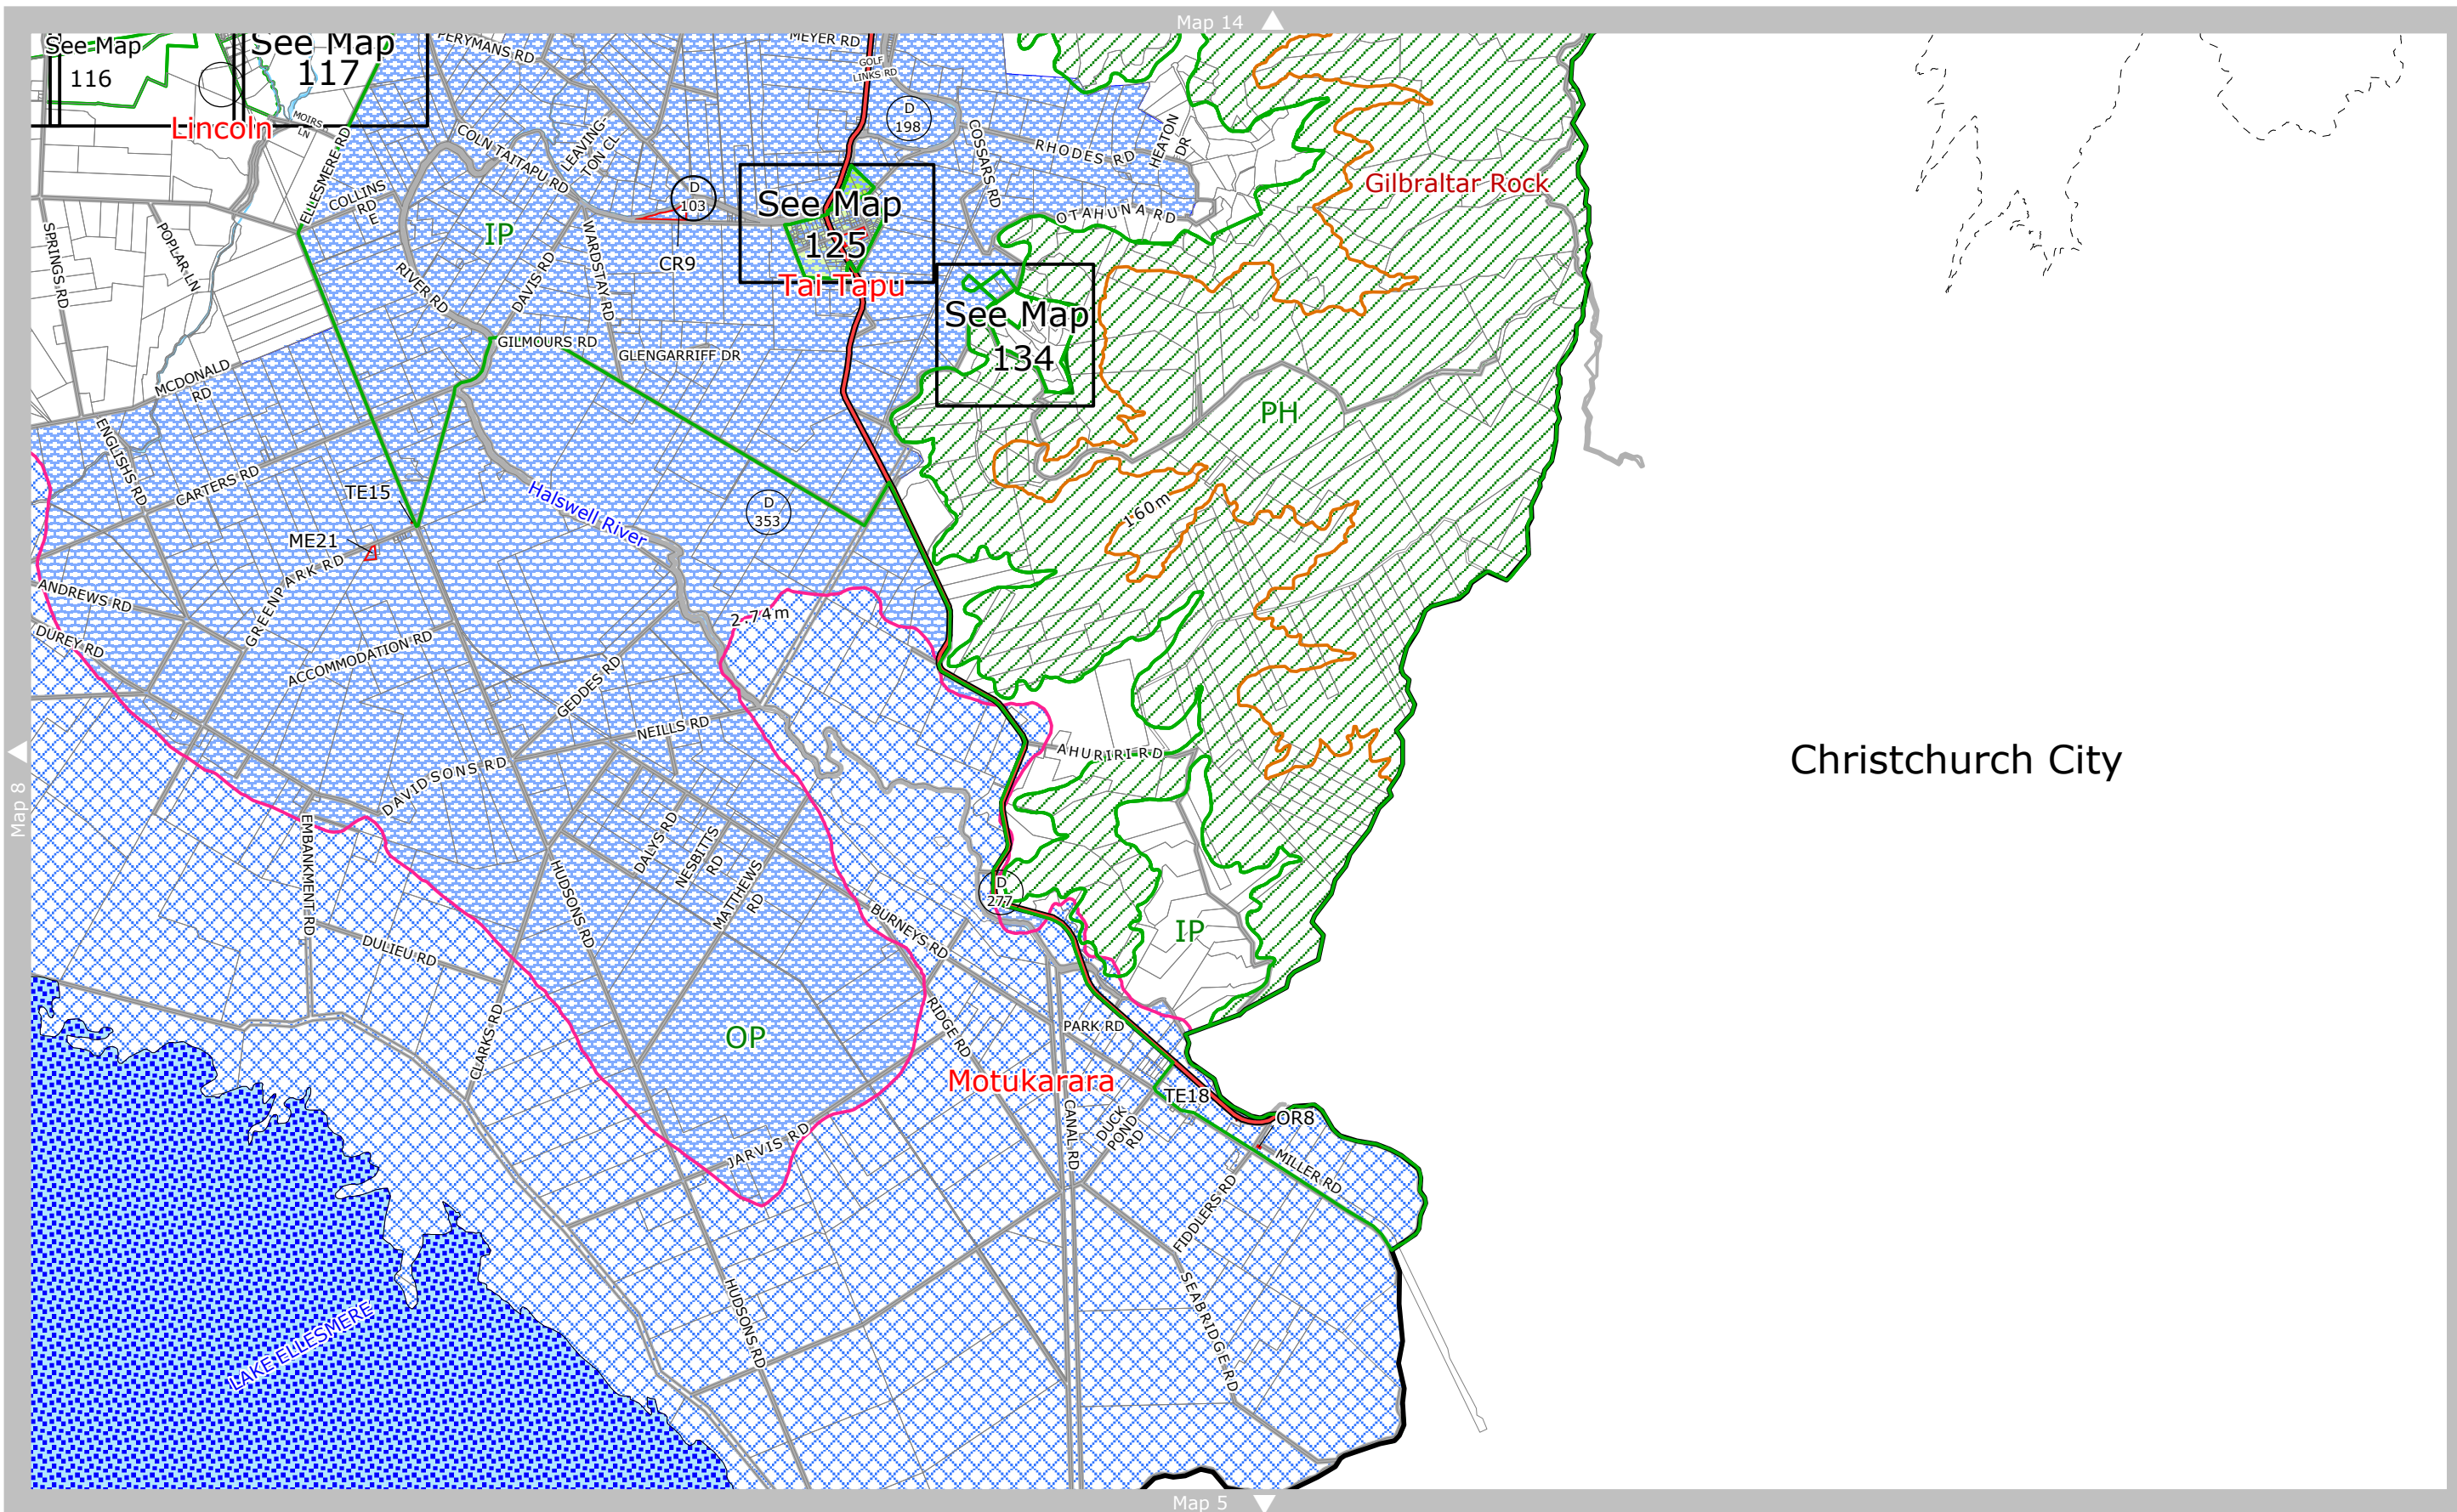 Map 14
See Map
116
See Map
117
PERYMANS RD
MEYER RD
GOLF
LINKS RD
D
198
Lincoln
MOIRS
LN
ELLESMERE RD
COLN TAITAPU RD
LEAVING-
TON CL
COSSARS RD
RHODES RD
HEATON
DR
Gilbraltar Rock
COLLINS
RD
E
D
103
See Map
125
OTAHUNA RD
SPRINGS RD
POPLAR LN
IP
WARDSTAY RD
CR9
RIVER RD
DAVIS RD
Tai Tapu
See Map
134
GILMOURS RD
GLENGARRIFF DR
MCDONALD
RD
PH
ENGLISHS RD
CARTERS RD
TE15
Halswell River
D
353
160m
ME21
GREENPARK RD
ANDREWS RD
2.74m
DUREY RD
ACCOMMODATION RD
GEDDES RD
NEILLS RD
AHURIRI RD
Christchurch City
DAVIDSONS RD
Map 8
EMBANKMENT RD
DALYS RD
NESBITTS
RD
MATTHEWS
RD
HUDSONS RD
D
277
BURNEYS RD
IP
DULIEU RD
CLARKS RD
OP
RIDGE RD
PARK RD
Motukarara
TE18
OR8
CANAL RD
DUCK
POND
RD
JARVIS RD
MILLER RD
FIDDLERS RD
SEABRIDGE RD
HUDSONS RD
LAKE ELLESMERE
Map 5